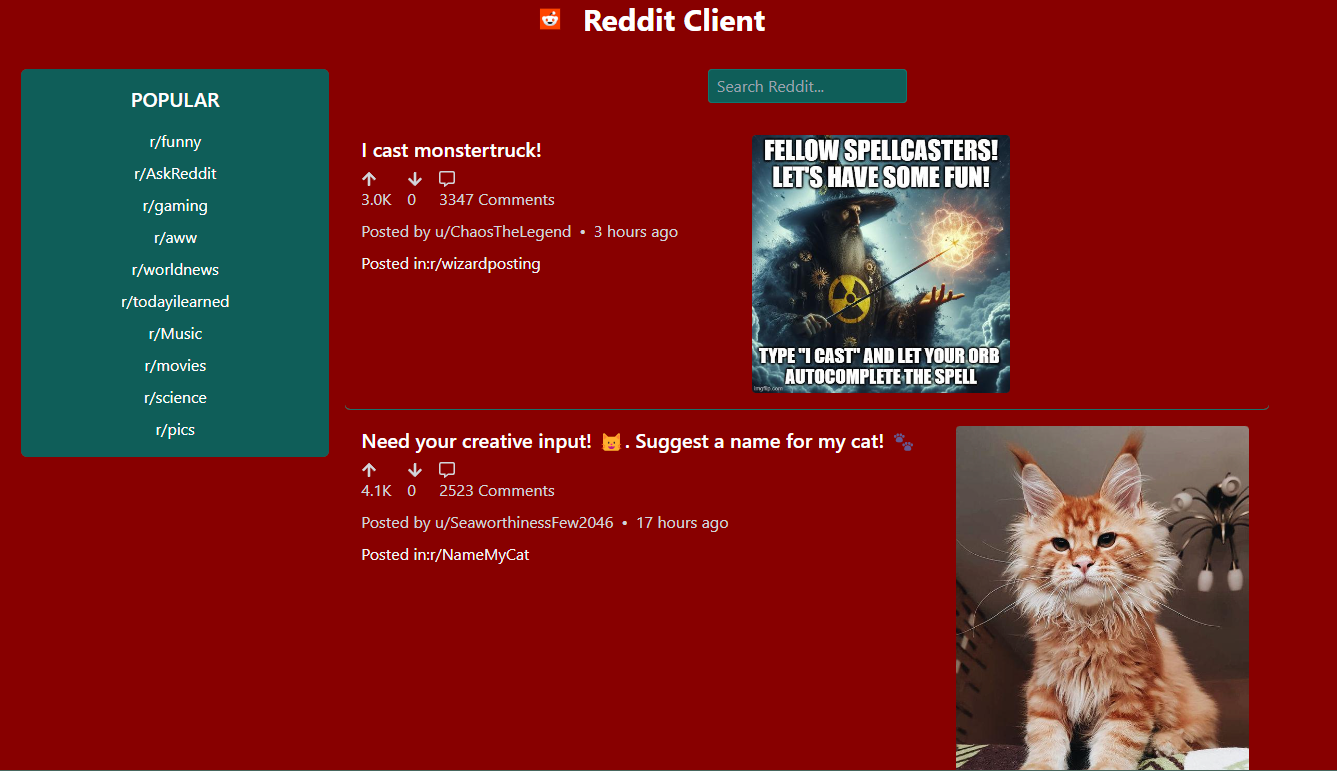 Reddit Client
POPULAR
r/funny
r/AskReddit
r/gaming
r/aww
r/worldnews
r/todayilearned
r/Music
r/movies
r/science
r/pics
Search Reddit...
I cast monstertruck!
3.0K 0 3347 Comments
Posted by u/ChaosTheLegend • 3 hours ago
Posted in:r/wizardposting
FELLOW SPELLCASTERS!
LET'S HAVE SOME FUN!
TYPE "I CAST" AND LET YOUR ORB
AUTOCOMPLETE THE SPELL
imgflip.com
Need your creative input! 😺. Suggest a name for my cat! 🐾
4.1K 0 2523 Comments
Posted by u/SeaworthinessFew2046 • 17 hours ago
Posted in:r/NameMyCat